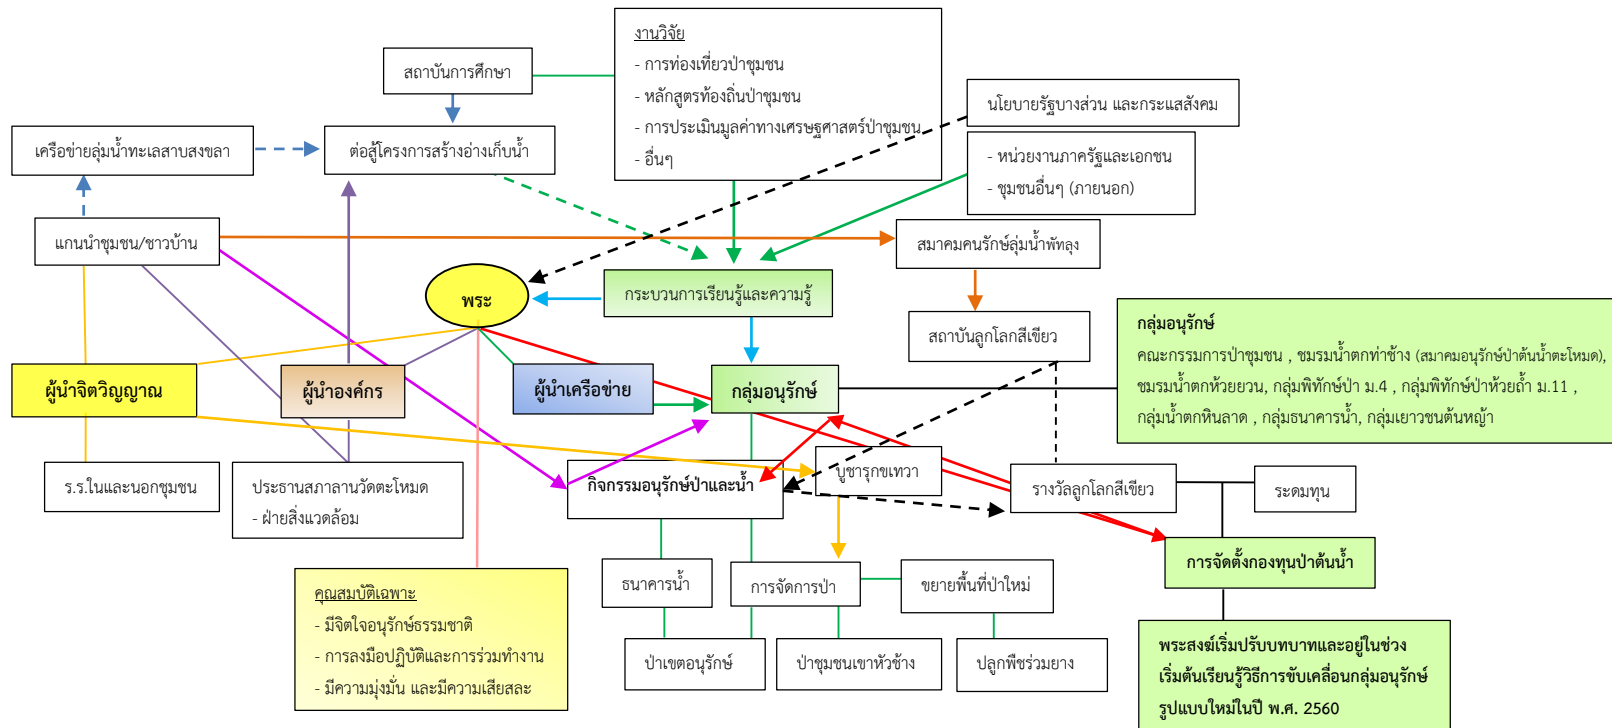 งานวิจัย
- การท่องเที่ยวป่าชุมชน
- หลักสูตรท้องถิ่นป่าชุมชน
- การประเมินมูลค่าทางเศรษฐศาสตร์ป่าชุมชน
- อื่นๆ
สถาบันการศึกษา
นโยบายรัฐบางส่วน และกระแสสังคม
เครือข่ายลุ่มน้ำทะเลสาบสงขลา
ต่อสู้โครงการสร้างอ่างเก็บน้ำ
- หน่วยงานภาครัฐและเอกชน
- ชุมชนอื่นๆ (ภายนอก)
แกนนำชุมชน/ชาวบ้าน
สมาคมคนรักษ์ลุ่มน้ำพัทลุง
พระ
กระบวนการเรียนรู้และความรู้
สถาบันลูกโลกสีเขียว
กลุ่มอนุรักษ์
คณะกรรมการป่าชุมชน , ชมรมน้ำตกท่าช้าง (สมาคมอนุรักษ์ป่าต้นน้ำตะโหมด),
ชมรมน้ำตกห้วยยวน, กลุ่มพิทักษ์ป่า ม.4 , กลุ่มพิทักษ์ป่าห้วยถ้ำ ม.11 ,
กลุ่มน้ำตกหินลาด , กลุ่มธนาคารน้ำ, กลุ่มเยาวชนต้นหญ้า
ผู้นำจิตวิญญาณ
ผู้นำองค์กร
ผู้นำเครือข่าย
กลุ่มอนุรักษ์
ร.ร.ในและนอกชุมชน
ประธานสภาลานวัดตะโหมด
- ฝ่ายสิ่งแวดล้อม
กิจกรรมอนุรักษ์ป่าและน้ำ
บูชารุกขเทวา
รางวัลลูกโลกสีเขียว
ระดมทุน
การจัดตั้งกองทุนป่าต้นน้ำ
คุณสมบัติเฉพาะ
- มีจิตใจอนุรักษ์ธรรมชาติ
- การลงมือปฏิบัติและการร่วมทำงาน
- มีความมุ่งมั่น และมีความเสียสละ
ธนาคารน้ำ
การจัดการป่า
ขยายพื้นที่ป่าใหม่
ป่าเขตอนุรักษ์
ป่าชุมชนเขาหัวช้าง
ปลูกพืชร่วมยาง
พระสงฆ์เริ่มปรับบทบาทและอยู่ในช่วง
เริ่มต้นเรียนรู้วิธีการขับเคลื่อนกลุ่มอนุรักษ์
รูปแบบใหม่ในปี พ.ศ. 2560